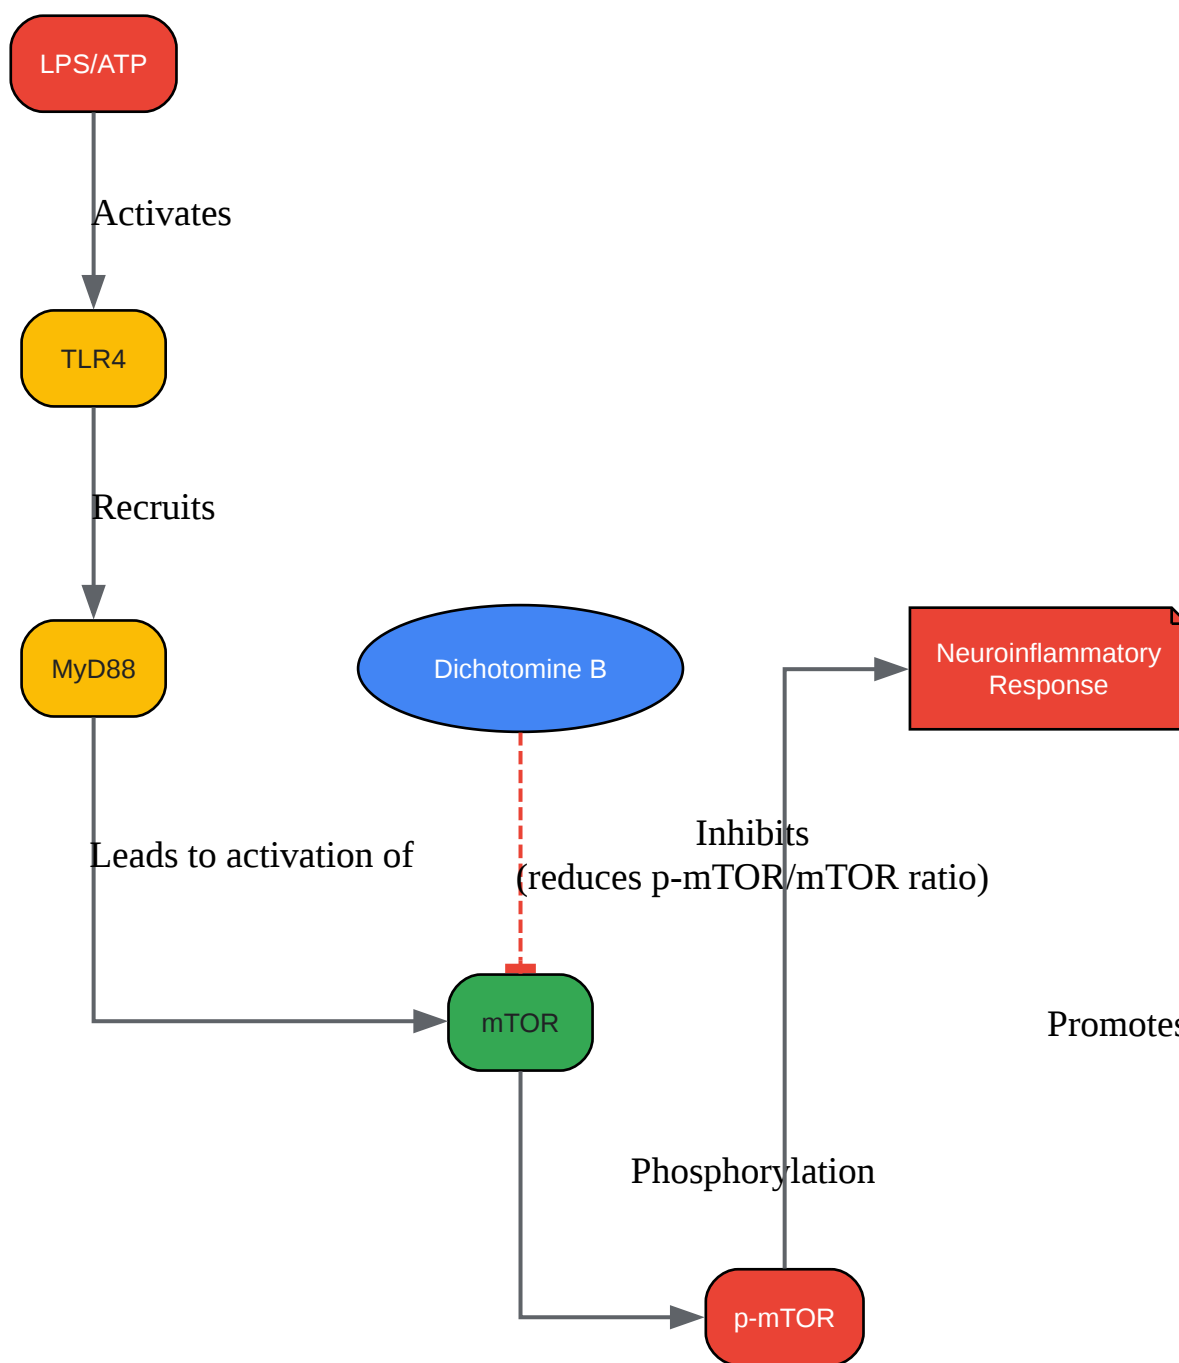 LPS/ATP
Activates
TLR4
Recruits
MyD88
Dichotomine B
Neuroinflammatory
Response
Inhibits
(reduces p-mTOR/mTOR ratio)
Leads to activation of
mTOR
Promotes
Phosphorylation
p-mTOR